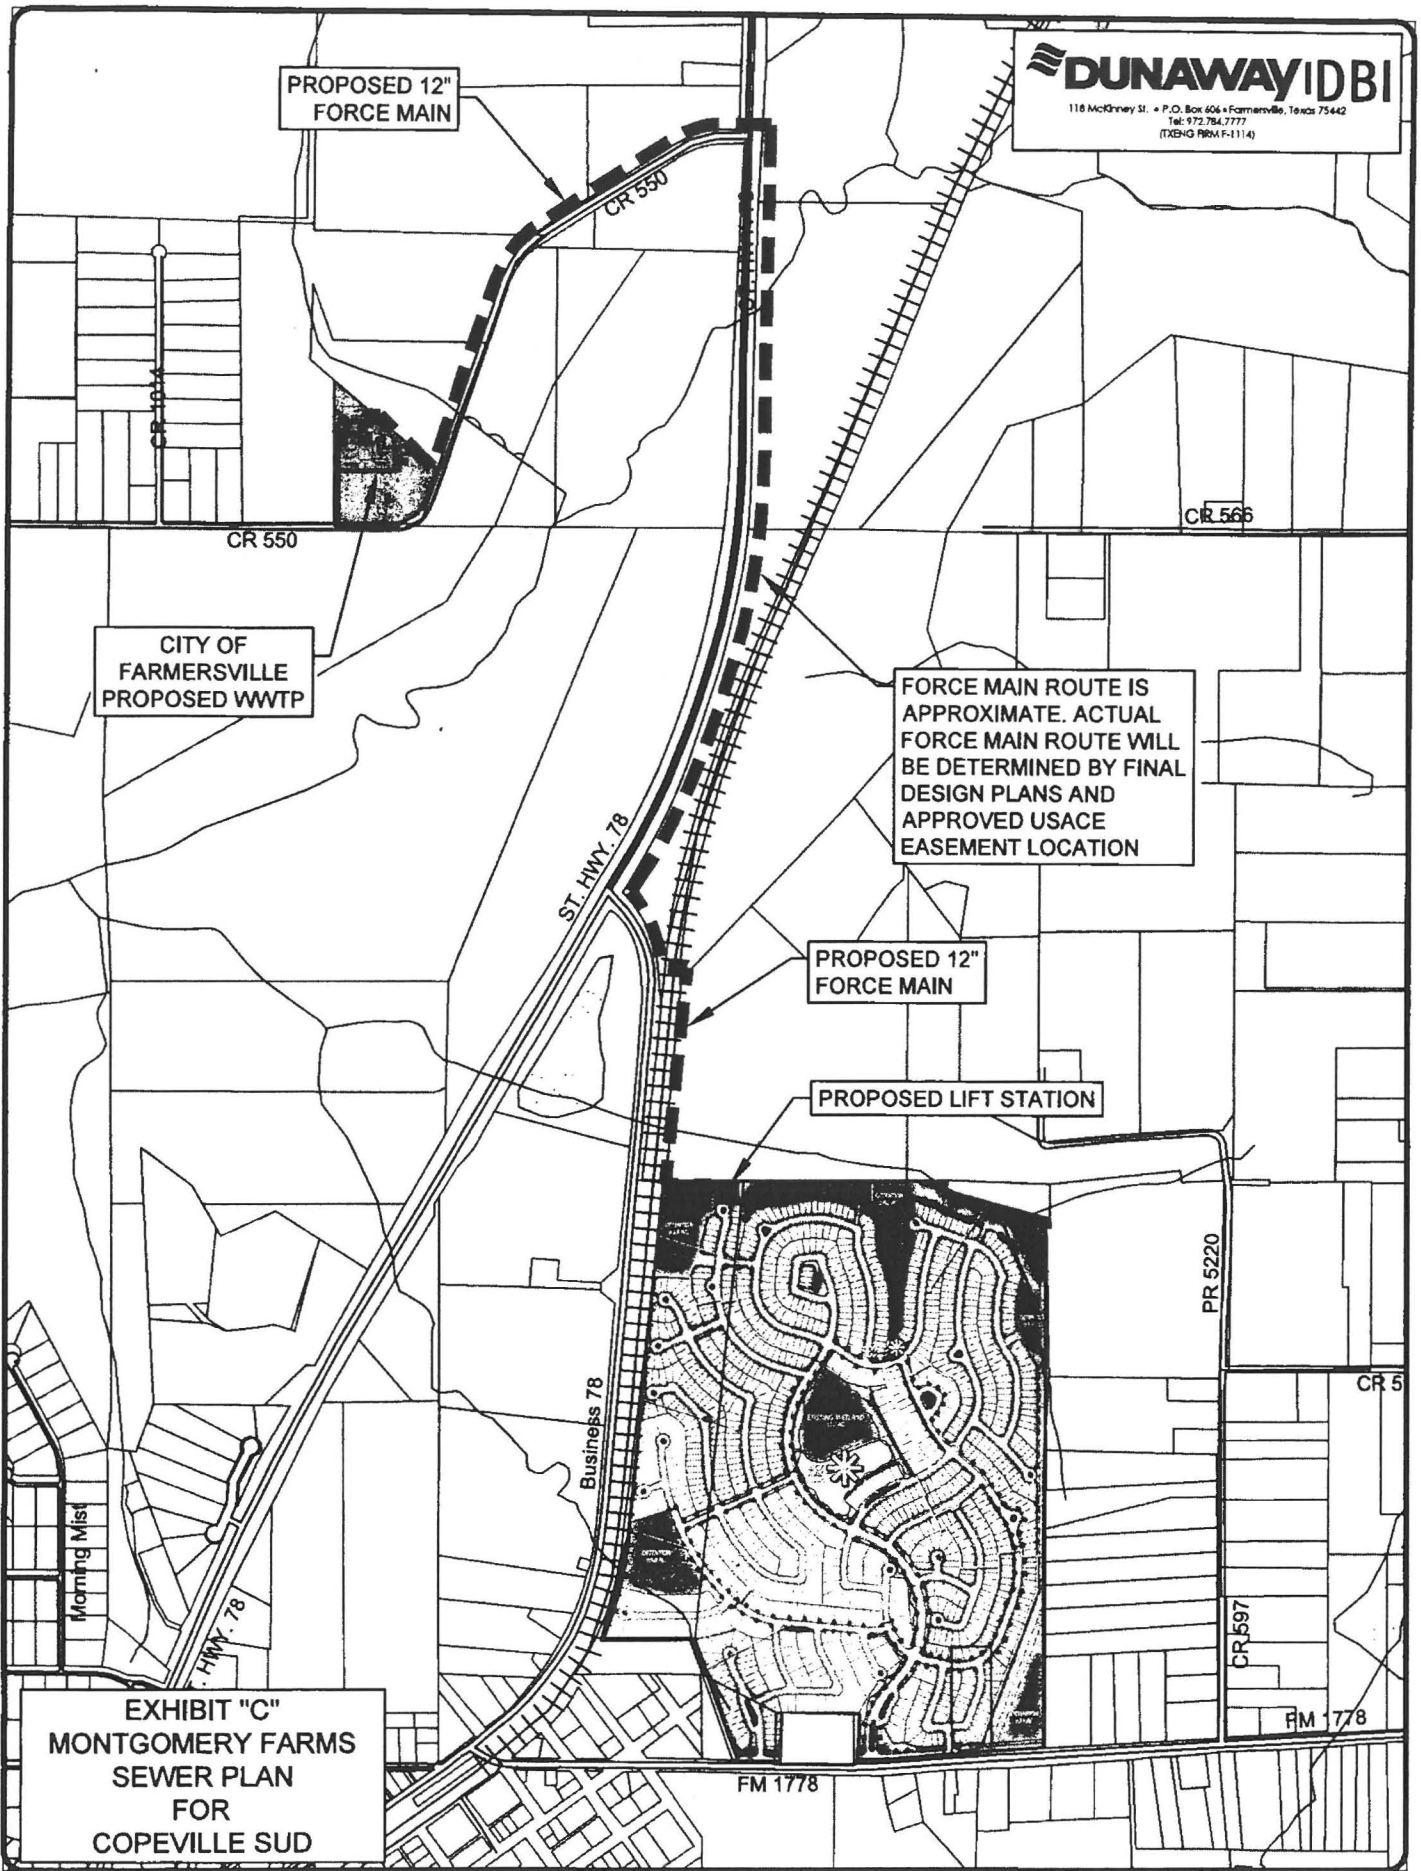 DUNAWAY|DBI
118 McKinney St. • P.O. Box 606 • Farmersville, Texas 75442
Tel: 972.784.7777
(TXENG FIRM F-1114)
PROPOSED 12"
FORCE MAIN
CR 550
CR 566
CR 550
CITY OF
FARMERSVILLE
PROPOSED WWTP
FORCE MAIN ROUTE IS
APPROXIMATE. ACTUAL
FORCE MAIN ROUTE WILL
BE DETERMINED BY FINAL
DESIGN PLANS AND
APPROVED USACE
EASEMENT LOCATION
ST. HWY. 78
PROPOSED 12"
FORCE MAIN
PROPOSED LIFT STATION
PR 5220
CR 5
Business 78
Morning Mist
HWY. 78
CR 597
FM 1778
FM 1778
EXHIBIT "C"
MONTGOMERY FARMS
SEWER PLAN
FOR
COPEVILLE SUD